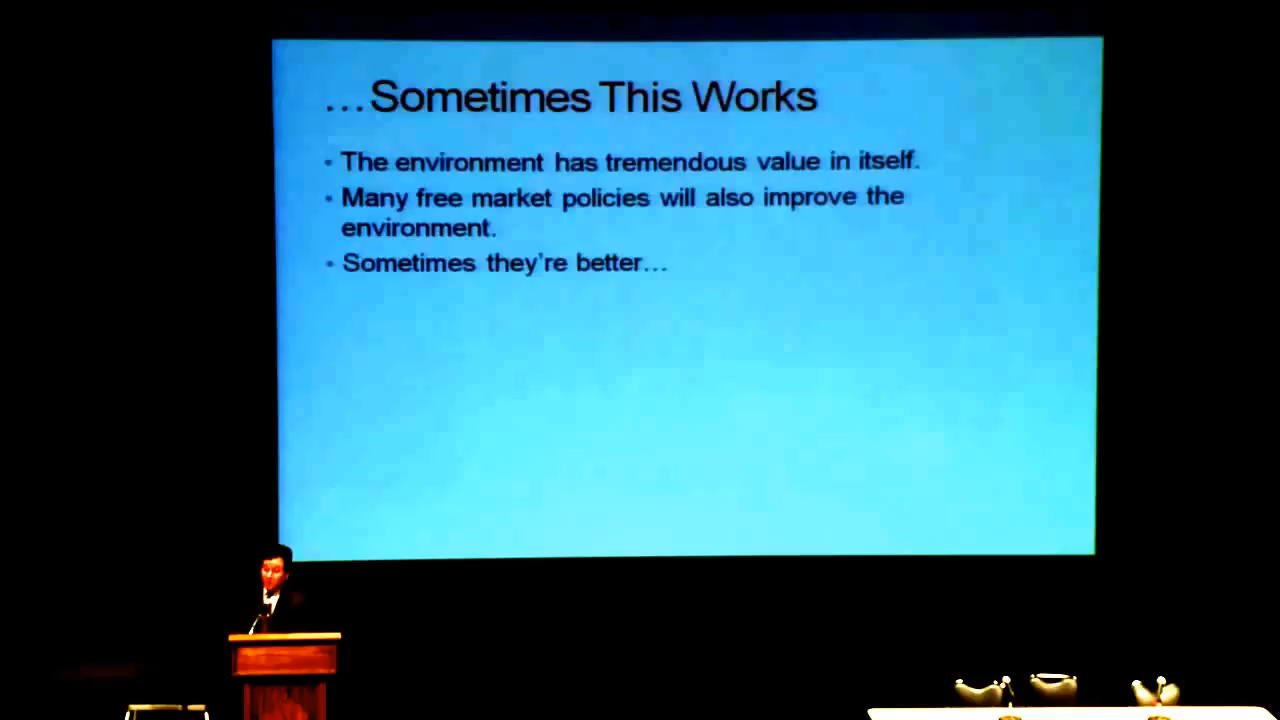 …Sometimes This Works
• The environment has tremendous value in itself.
• Many free market policies will also improve the
environment.
• Sometimes they’re better…